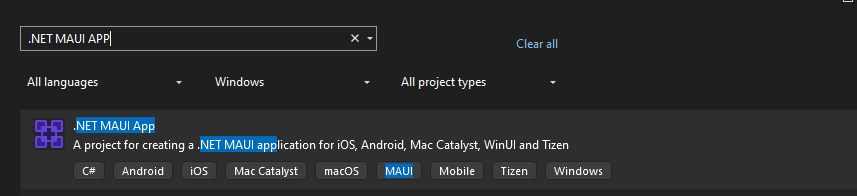 .NET MAUI APP
Clear all
All languages
Windows
All project types
.NET MAUI App
A project for creating a .NET MAUI application for iOS, Android, Mac Catalyst, WinUI and Tizen
C# Android iOS Mac Catalyst macOS MAUI Mobile Tizen Windows